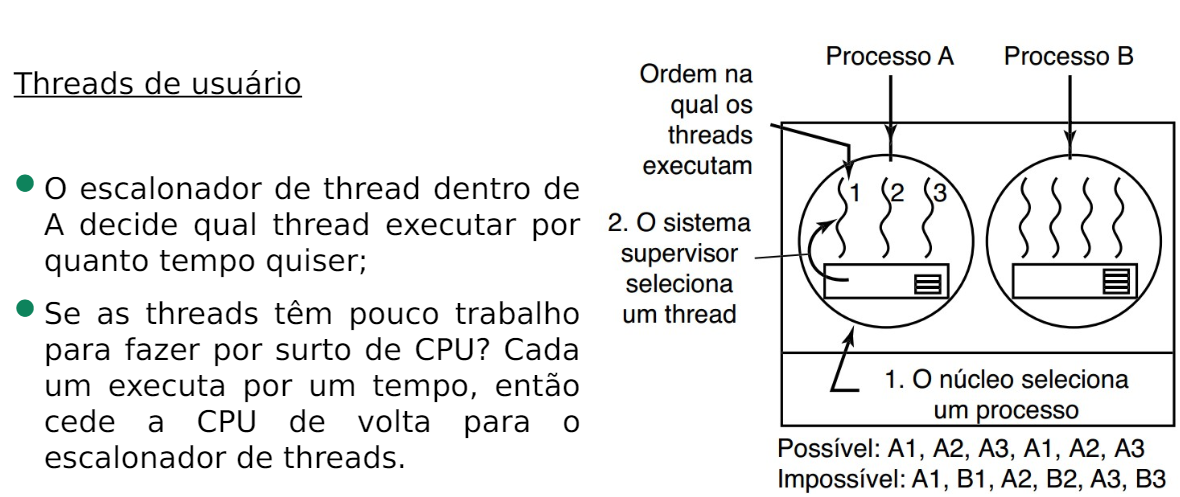 Threads de usuário
O escalonador de thread dentro de
A decide qual thread executar por
quanto tempo quiser;
Se as threads têm pouco trabalho
para fazer por surto de CPU? Cada
um executa por um tempo, então
cede a CPU de volta para o
escalonador de threads.
Processo A
Processo B
Ordem na
qual os
threads
executam
1
2
3
2. O sistema
supervisor
seleciona
um thread
1. O núcleo seleciona
um processo
Possível: A1, A2, A3, A1, A2, A3
Impossível: A1, B1, A2, B2, A3, B3